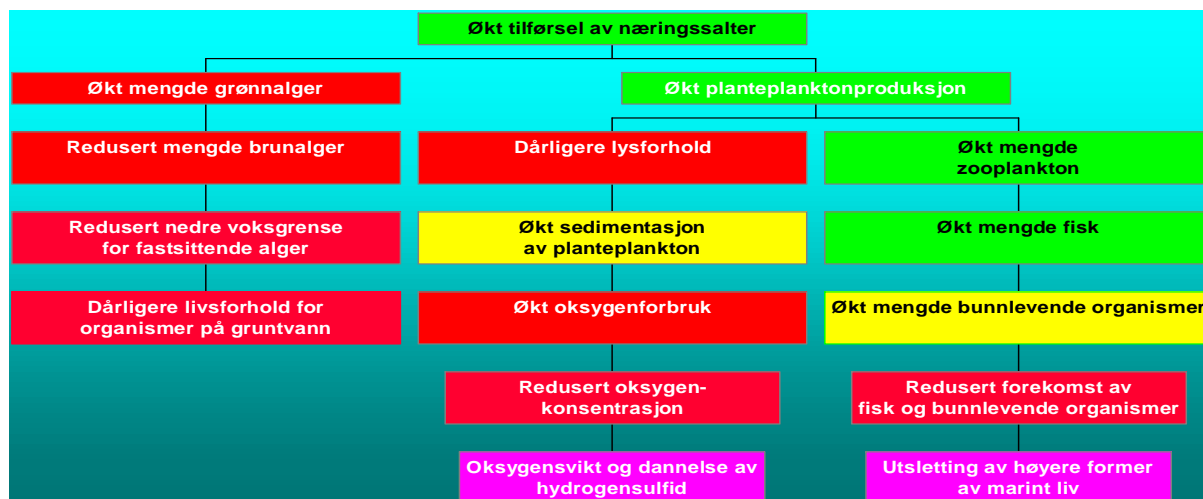 Økt tilførsel av næringssalter
Økt mengde grønnalger
Økt planteplanktonproduksjon
Redusert mengde brunalger
Dårligere lysforhold
Økt mengde
zooplankton
Redusert nedre voksgrense
for fastsittende alger
Økt sedimentasjon
av planteplankton
Økt mengde fisk
Dårligere livsforhold for
organismer på gruntvann
Økt oksygenforbruk
Økt mengde bunnlevende organismer
Redusert oksygen-
konsentrasjon
Redusert forekomst av
fisk og bunnlevende organismer
Oksygensvikt og dannelse av
hydrogensulfid
Utsletting av høyere former
av marint liv